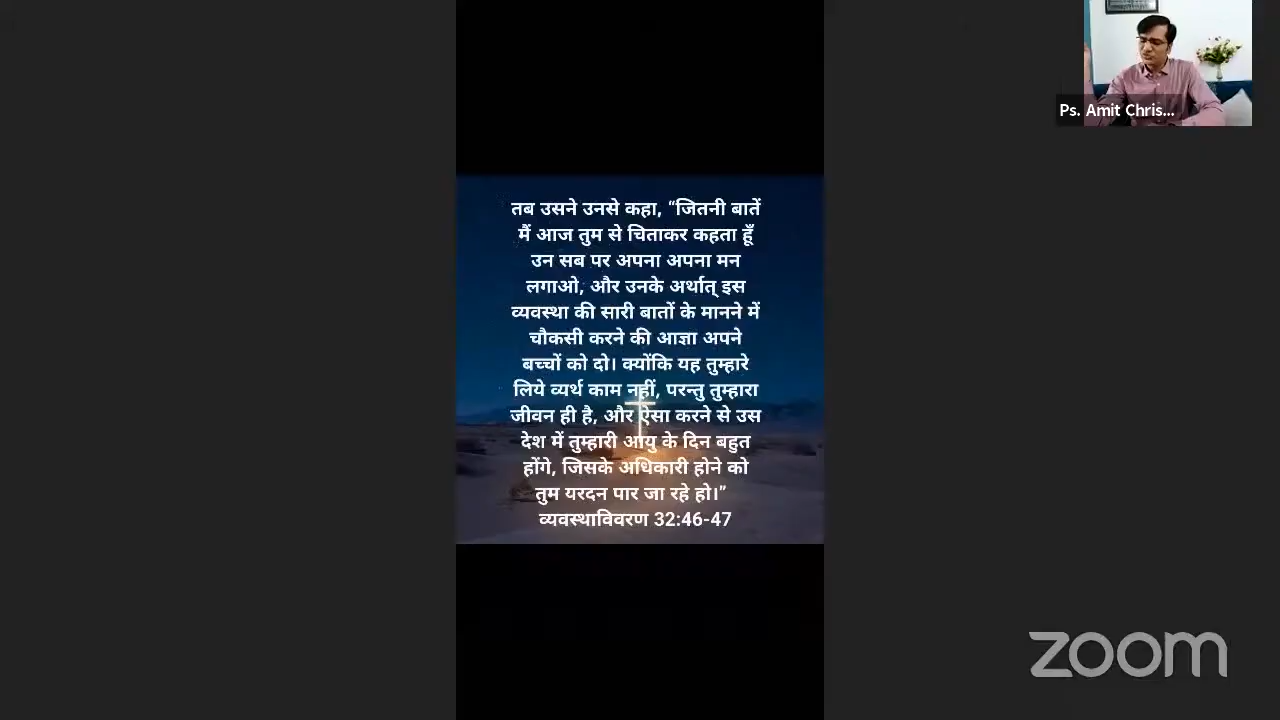 Ps. Amit Chris...
तब उसने उनसे कहा, “जितनी बातें
मैं आज तुम से चिताकर कहता हूँ
उन सब पर अपना अपना मन
लगाओ, और उनके अर्थात् इस
व्यवस्था की सारी बातों के मानने में
चौकसी करने की आज्ञा अपने
बच्चों को दो। क्योंकि यह तुम्हारे
लिये व्यर्थ काम नहीं, परन्तु तुम्हारा
जीवन ही है, और ऐसा करने से उस
देश में तुम्हारी आयु के दिन बहुत
होंगे, जिसके अधिकारी होने को
तुम यरदन पार जा रहे हो।”
व्यवस्थाविवरण 32:46-47
zoom